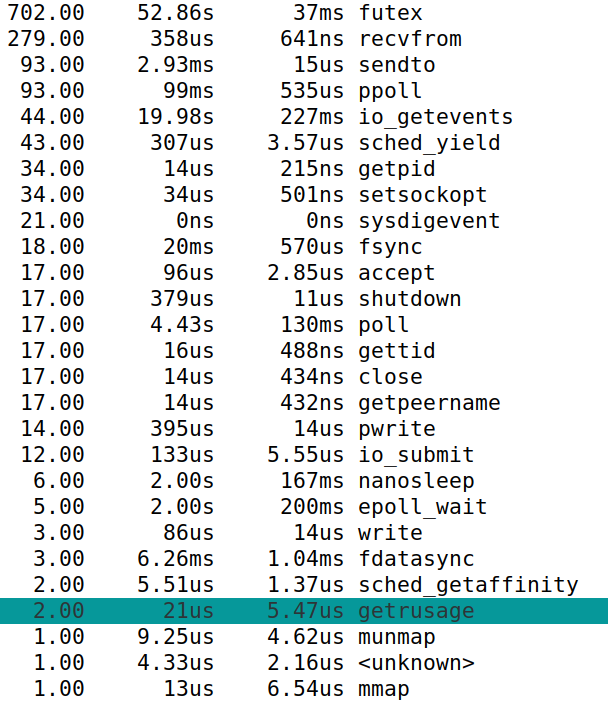 702.00 52.86s 37ms futex
279.00 358us 641ns recvfrom
93.00 2.93ms 15us sendto
93.00 99ms 535us ppoll
44.00 19.98s 227ms io_getevents
43.00 307us 3.57us sched_yield
34.00 14us 215ns getpid
34.00 34us 501ns setsockopt
21.00 0ns 0ns sysdigevent
18.00 20ms 570us fsync
17.00 96us 2.85us accept
17.00 379us 11us shutdown
17.00 4.43s 130ms poll
17.00 16us 488ns gettid
17.00 14us 434ns close
17.00 14us 432ns getpeername
14.00 395us 14us pwrite
12.00 133us 5.55us io_submit
6.00 2.00s 167ms nanosleep
5.00 2.00s 200ms epoll_wait
3.00 86us 14us write
3.00 6.26ms 1.04ms fdatasync
2.00 5.51us 1.37us sched_getaffinity
2.00 21us 5.47us getrusage
1.00 9.25us 4.62us munmap
1.00 4.33us 2.16us <unknown>
1.00 13us 6.54us mmap